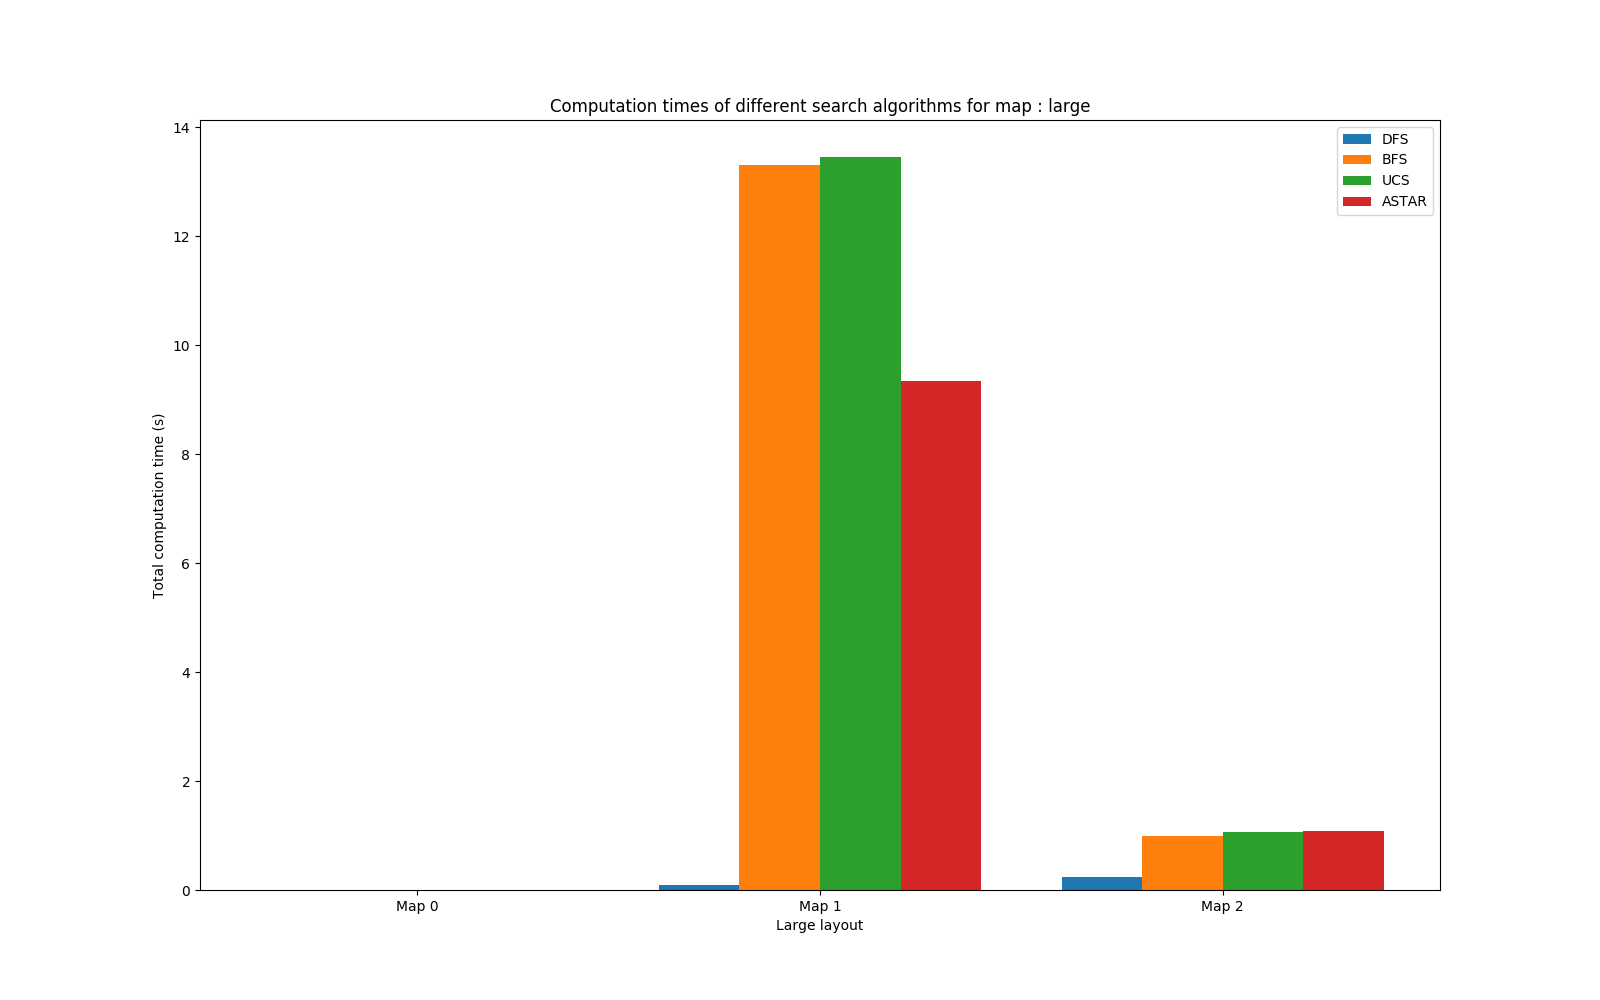 Computation times of different search algorithms for map : large
14
12
10
8
6
4
2
0
Total computation time (s)
DFS
BFS
UCS
ASTAR
Map 0
Map 1
Map 2
Large layout